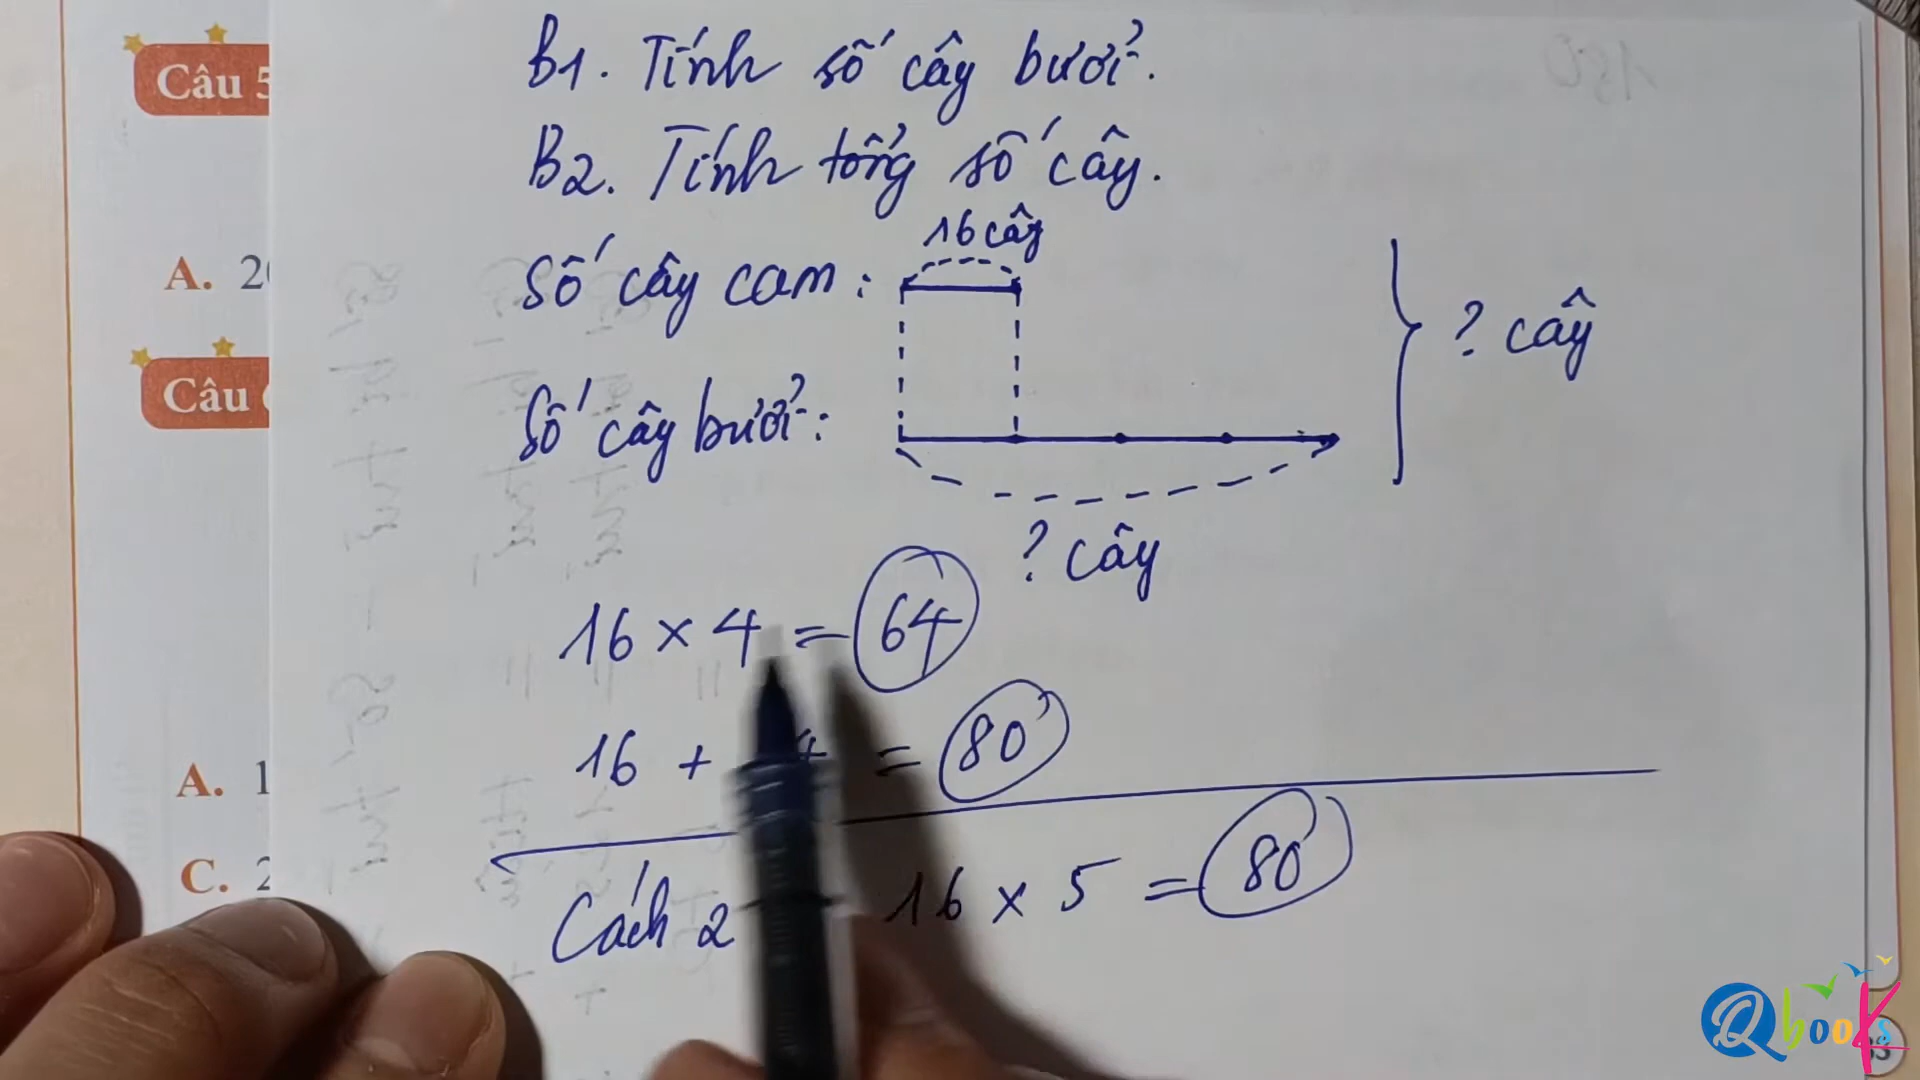 Câu 5
B1. Tính số cây bưởi.
B2. Tính tổng số cây.
16 cây
A. 2
Số cây cam:
? cây
Câu
Số cây bưởi:
? cây
16 × 4 = 64
16 + 4 = 80
A. 1
Cách 2 16 × 5 = 80
C. 2
Qbooks